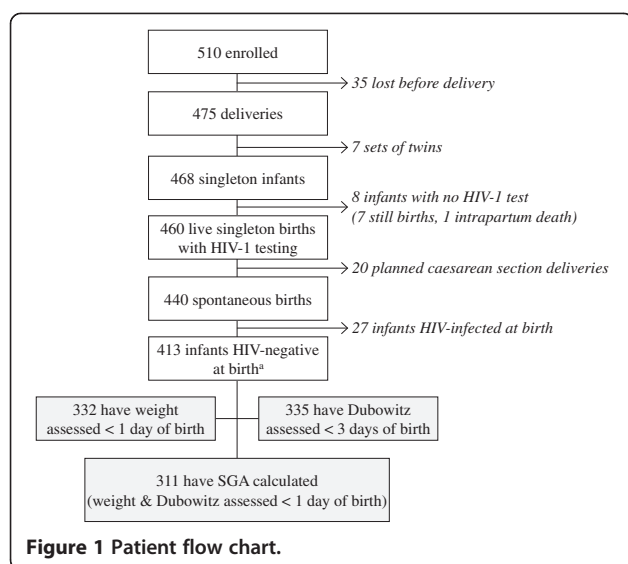 510 enrolled
35 lost before delivery
475 deliveries
7 sets of twins
468 singleton infants
8 infants with no HIV-1 test
(7 still births, 1 intrapartum death)
460 live singleton births
with HIV-1 testing
20 planned caesarean section deliveries
440 spontaneous births
27 infants HIV-infected at birth
413 infants HIV-negative
at birthᵃ
332 have weight
assessed < 1 day of birth
335 have Dubowitz
assessed < 3 days of birth
311 have SGA calculated
(weight & Dubowitz assessed < 1 day of birth)
Figure 1 Patient flow chart.